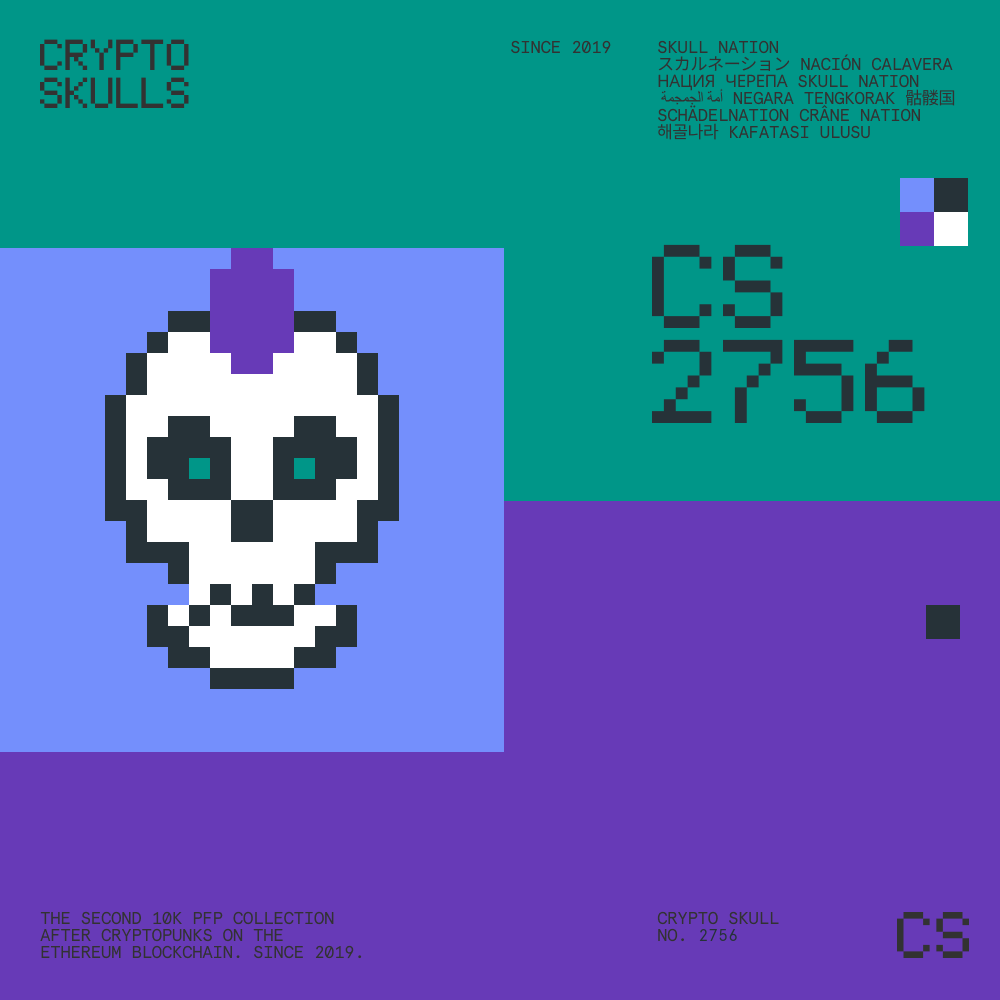 CRYPTO
SKULLS
SINCE 2019
SKULL NATION
スカルネーション NACIÓN CALAVERA
НАЦИЯ ЧЕРЕПА SKULL NATION
أمة الجمجمة NEGARA TENGKORAK 骷髅国
SCHÄDELNATION CRÂNE NATION
해골나라 KAFATASI ULUSU
CS
2756
THE SECOND 10K PFP COLLECTION
AFTER CRYPTOPUNKS ON THE
ETHEREUM BLOCKCHAIN. SINCE 2019.
CRYPTO SKULL
NO. 2756
CS